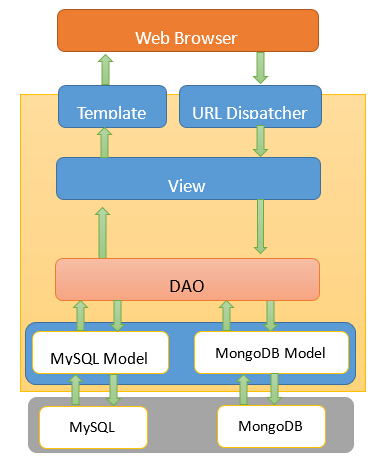 Web Browser
Template
URL Dispatcher
View
DAO
MySQL Model
MongoDB Model
MySQL
MongoDB